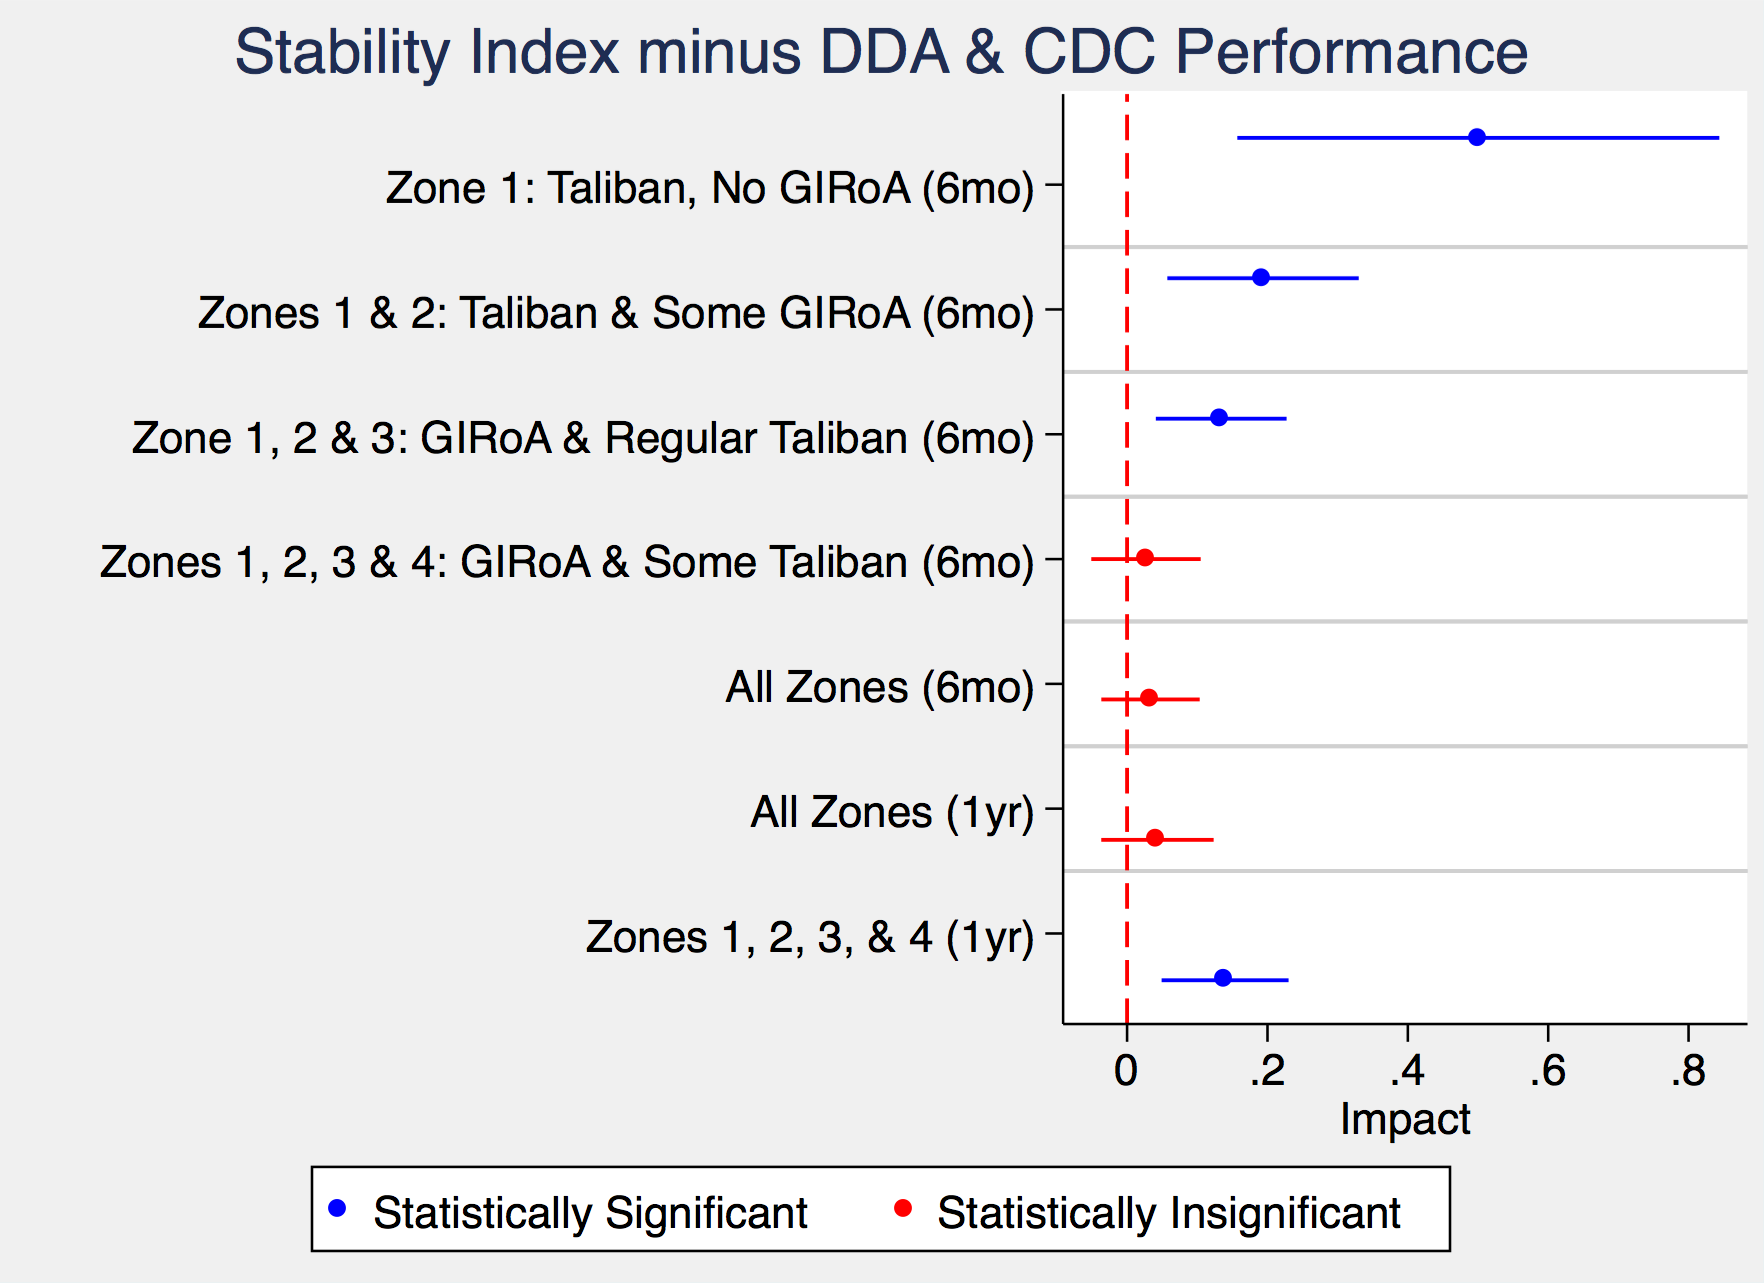 Stability Index minus DDA & CDC Performance
Zone 1: Taliban, No GIRoA (6mo)
Zones 1 & 2: Taliban & Some GIRoA (6mo)
Zone 1, 2 & 3: GIRoA & Regular Taliban (6mo)
Zones 1, 2, 3 & 4: GIRoA & Some Taliban (6mo)
All Zones (6mo)
All Zones (1yr)
Zones 1, 2, 3, & 4 (1yr)
0 .2 .4 .6 .8
Impact
Statistically Significant Statistically Insignificant